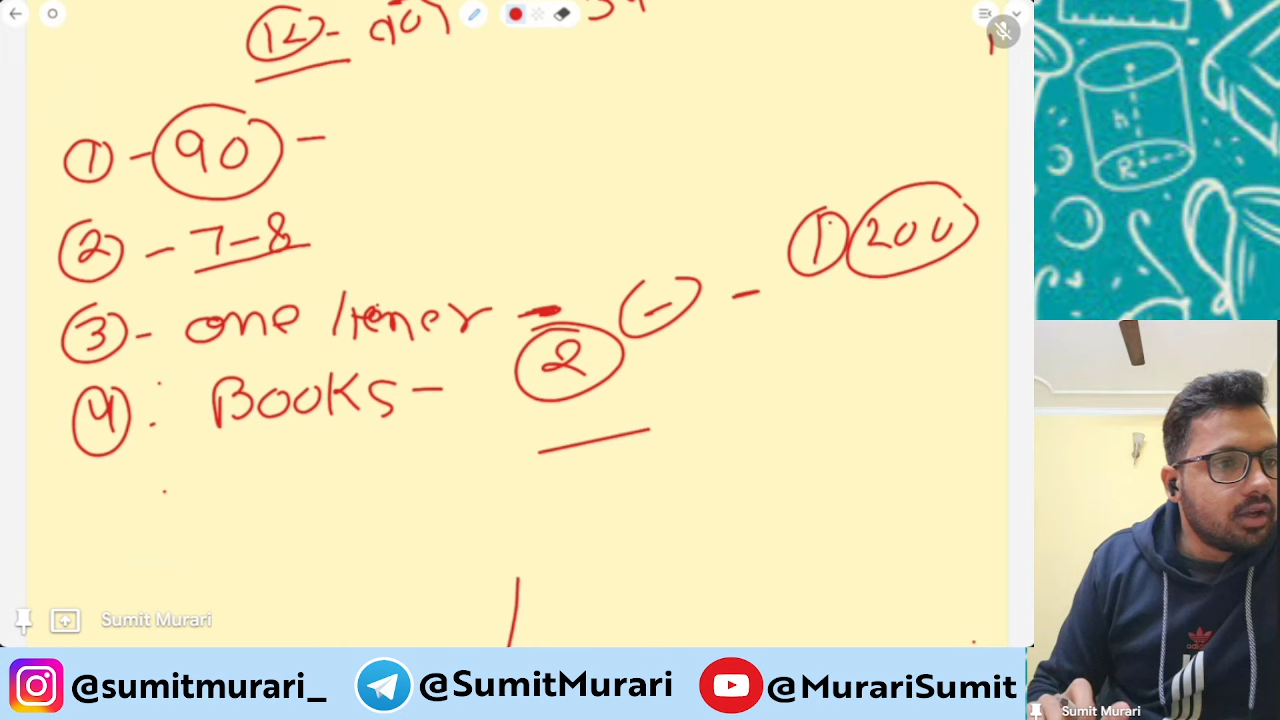 12 -
① - 90 -
② - 7-8
① 200
③ - one liner -
②
④ : Books -
h
R
Sumit Murari
@sumitmurari_ @SumitMurari @MurariSumit
Sumit Murari